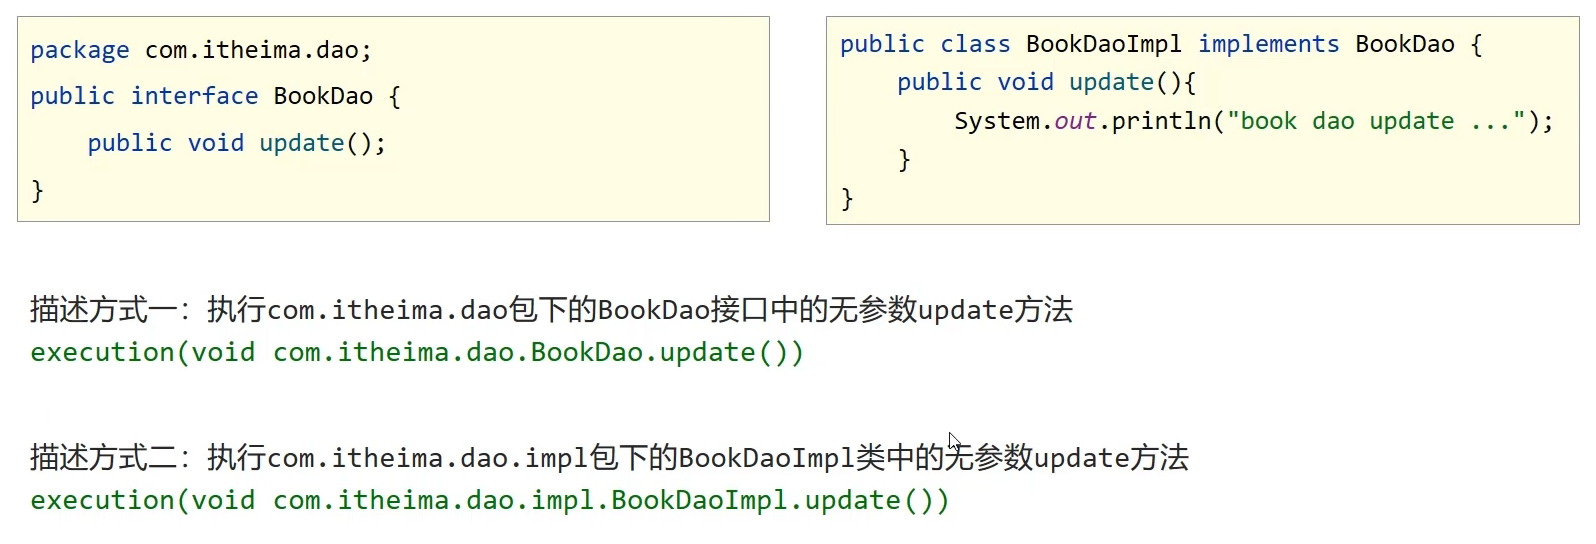 package com.itheima.dao;
public interface BookDao {
    public void update();
}
public class BookDaoImpl implements BookDao {
    public void update(){
        System.out.println("book dao update ...");
    }
}
描述方式一：执行com.itheima.dao包下的BookDao接口中的无参数update方法
execution(void com.itheima.dao.BookDao.update())
描述方式二：执行com.itheima.dao.impl包下的BookDaoImpl类中的无参数update方法
execution(void com.itheima.dao.impl.BookDaoImpl.update())